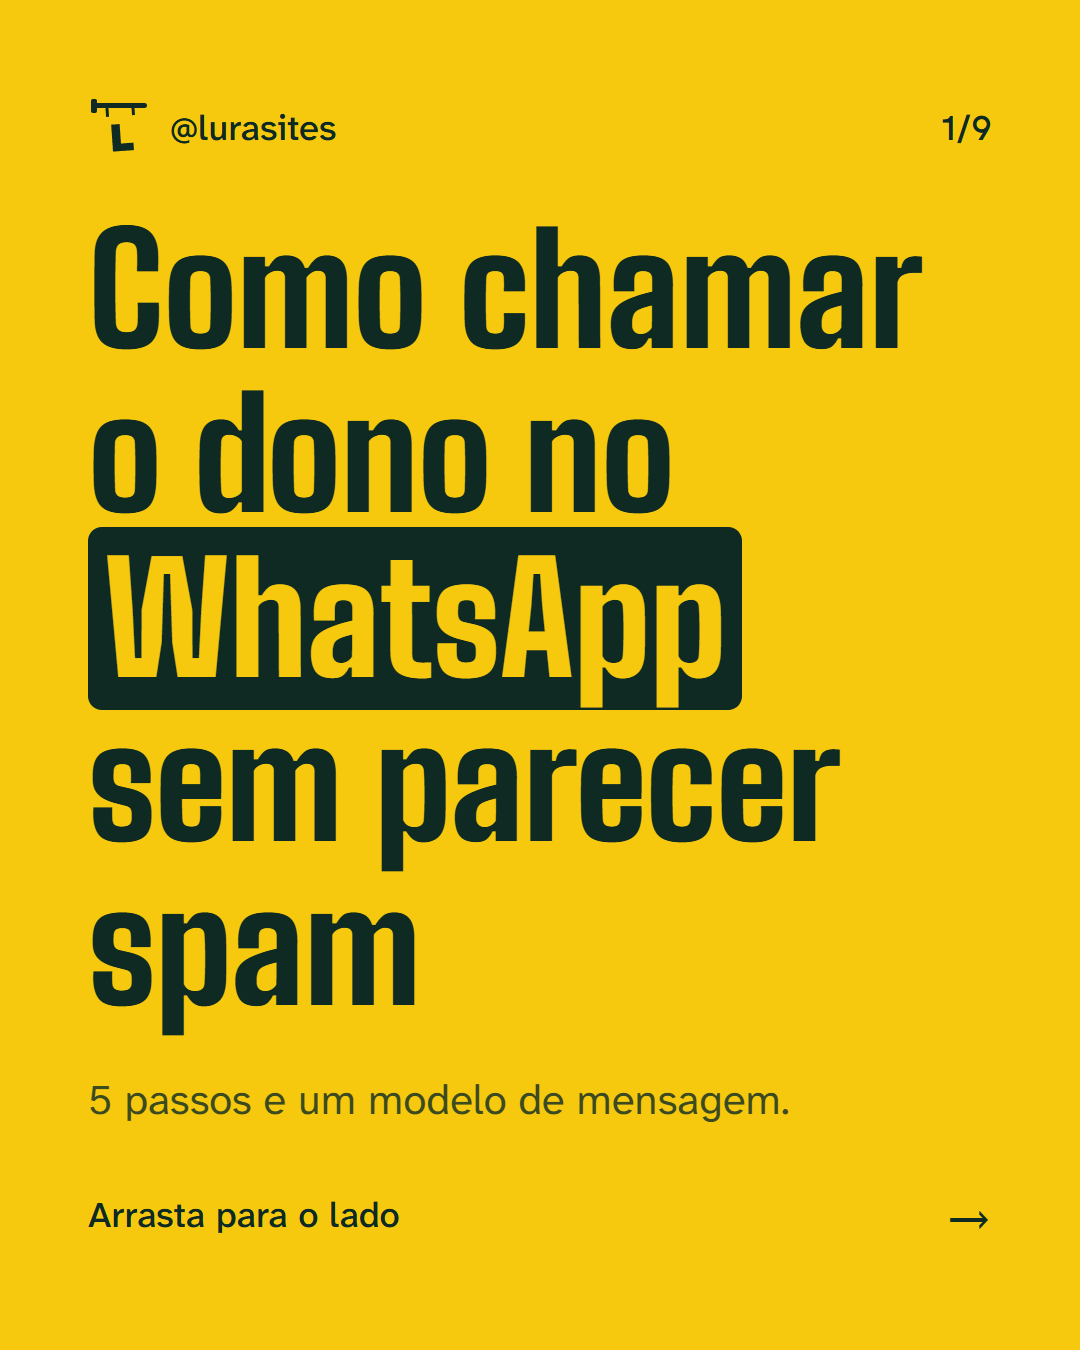 @lurasites
1/9
Como chamar
o dono no
WhatsApp
sem parecer
spam
5 passos e um modelo de mensagem.
Arrasta para o lado →